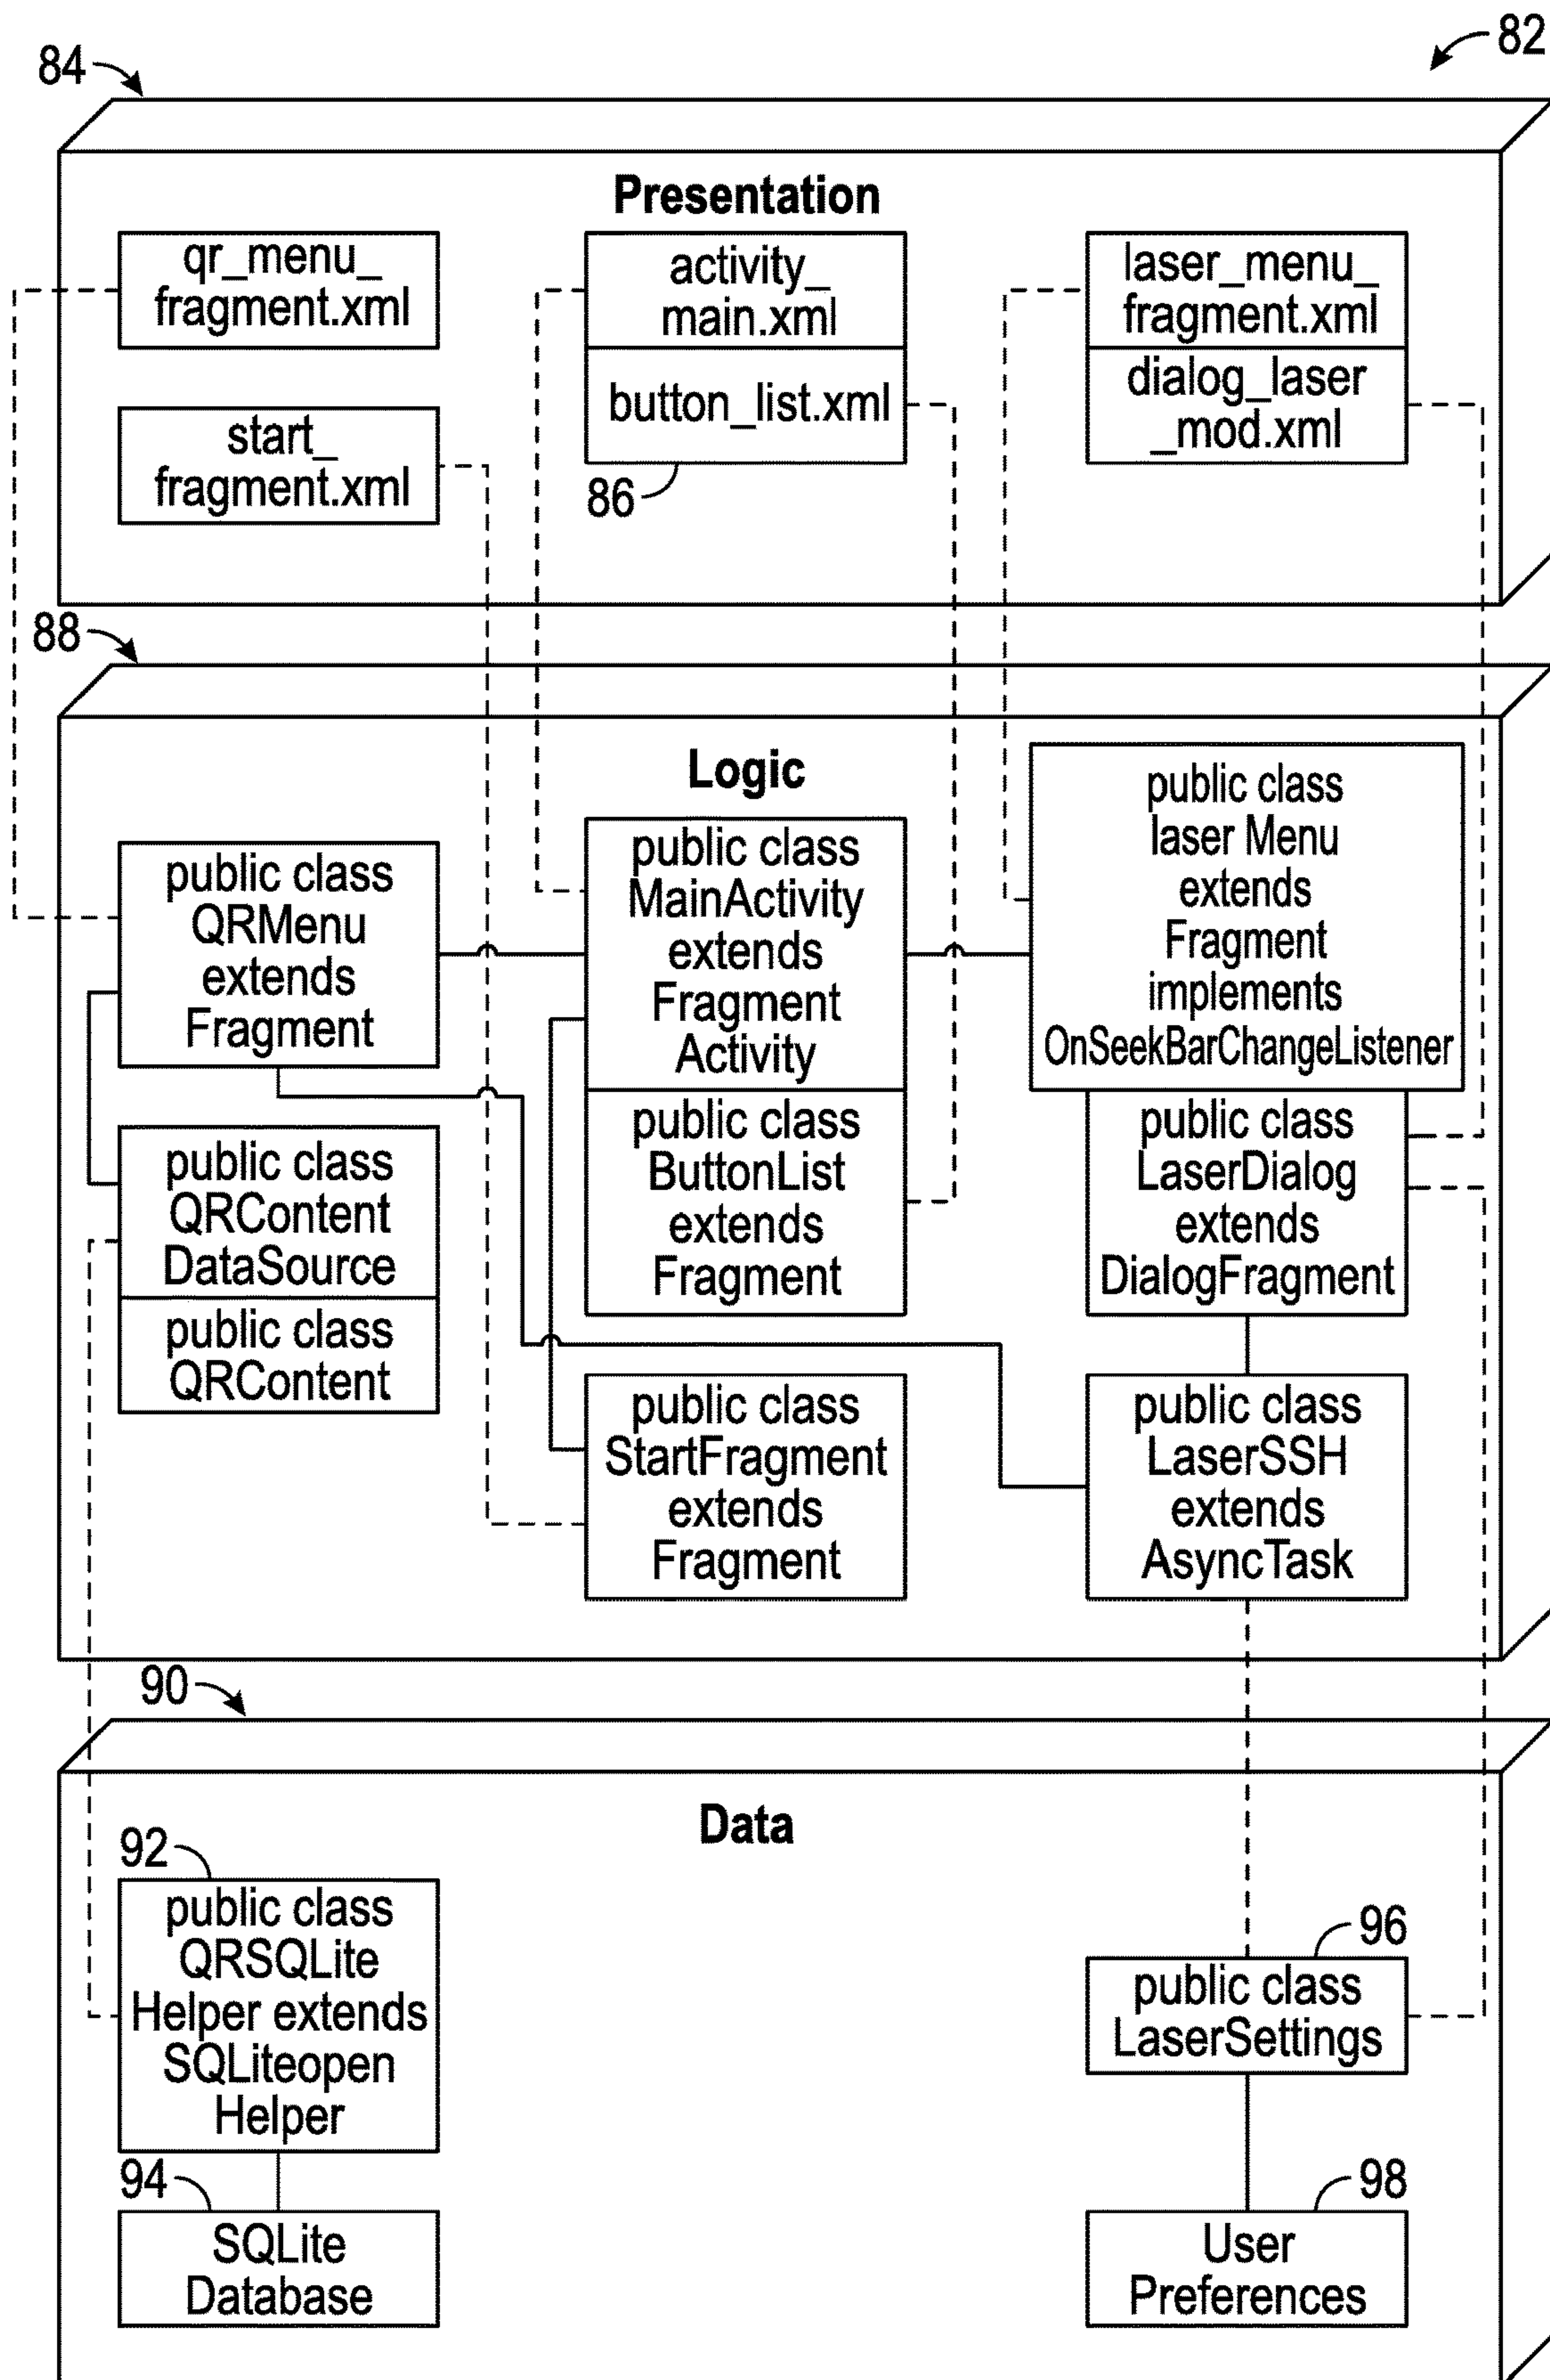 82
84
Presentation
qr_menu_
fragment.xml
start_
fragment.xml
activity_
main.xml
button_list.xml
86
laser_menu_
fragment.xml
dialog_laser
_mod.xml
88
Logic
public class
QRMenu
extends
Fragment
public class
QRContent
DataSource
public class
QRContent
public class
MainActivity
extends
Fragment
Activity
public class
ButtonList
extends
Fragment
public class
StartFragment
extends
Fragment
public class
laser Menu
extends
Fragment
implements
OnSeekBarChangeListener
public class
LaserDialog
extends
DialogFragment
public class
LaserSSH
extends
AsyncTask
90
Data
92
public class
QRSQLite
Helper extends
SQLiteopen
Helper
94
SQLite
Database
96
public class
LaserSettings
98
User
Preferences